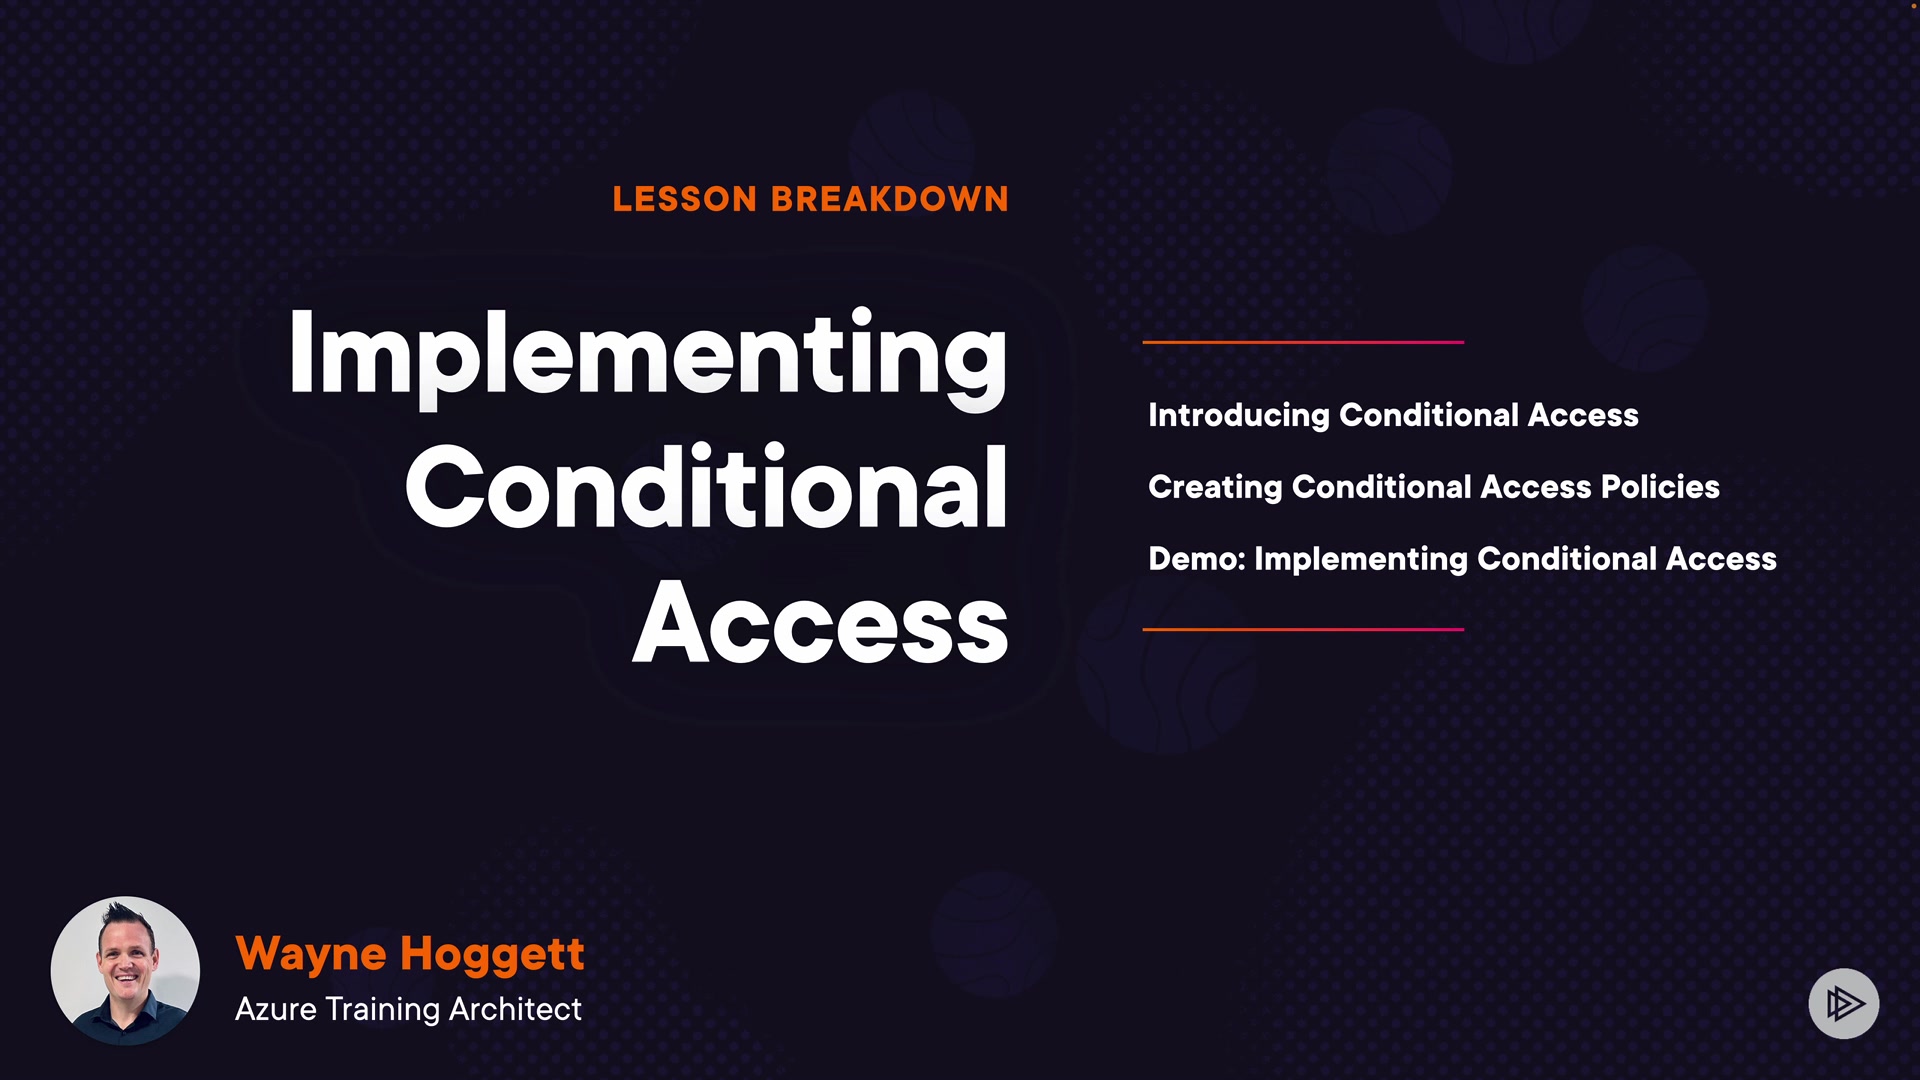 LESSON BREAKDOWN
Implementing
Conditional
Access
Introducing Conditional Access
Creating Conditional Access Policies
Demo: Implementing Conditional Access
Wayne Hoggett
Azure Training Architect